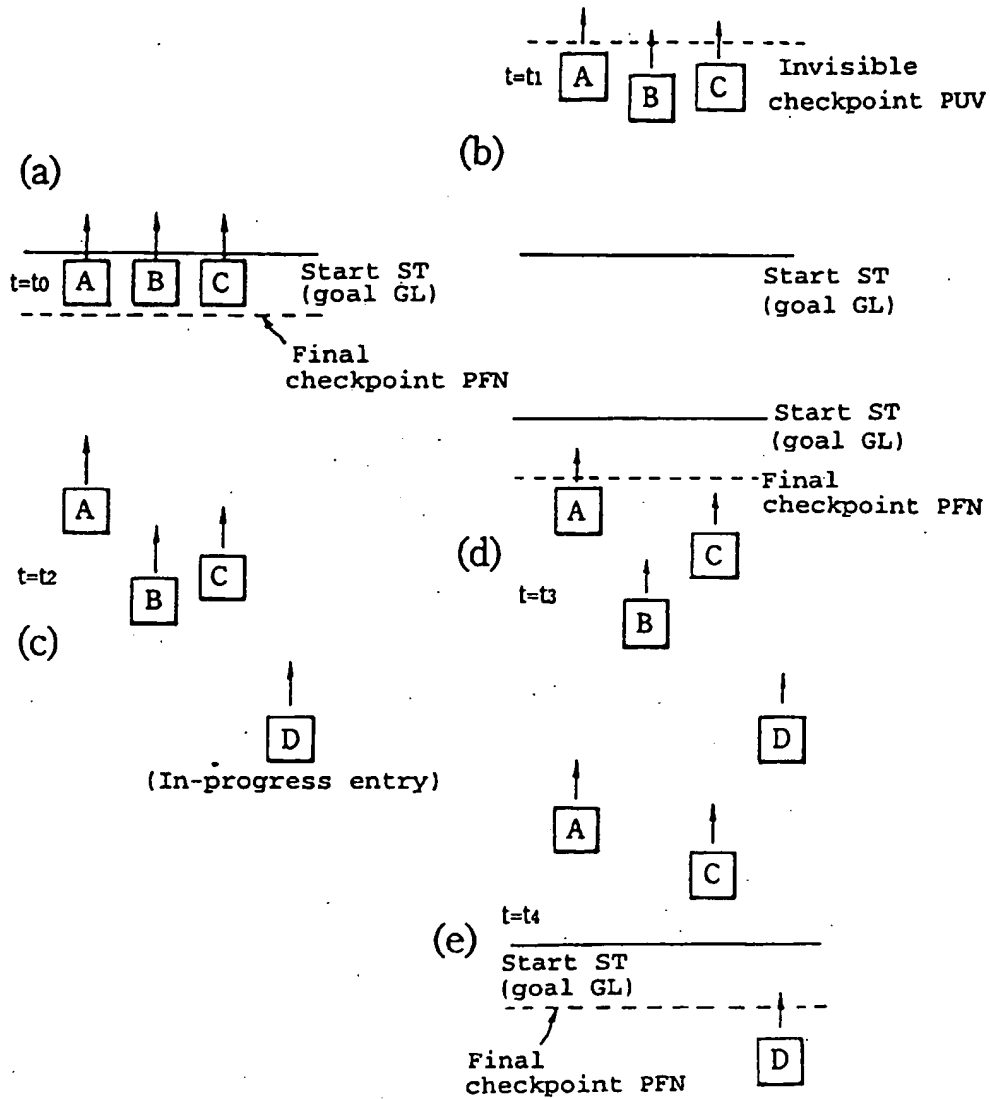 (a)
t=t0
A
B
C
Start ST
(goal GL)
Final
checkpoint PFN
t=t1
A
B
C
Invisible
checkpoint PUV
(b)
Start ST
(goal GL)
A
B
C
t=t2
(c)
D
(In-progress entry)
Start ST
(goal GL)
Final
checkpoint PFN
A
C
(d)
t=t3
B
D
A
C
t=t4
(e)
Start ST
(goal GL)
D
Final
checkpoint PFN